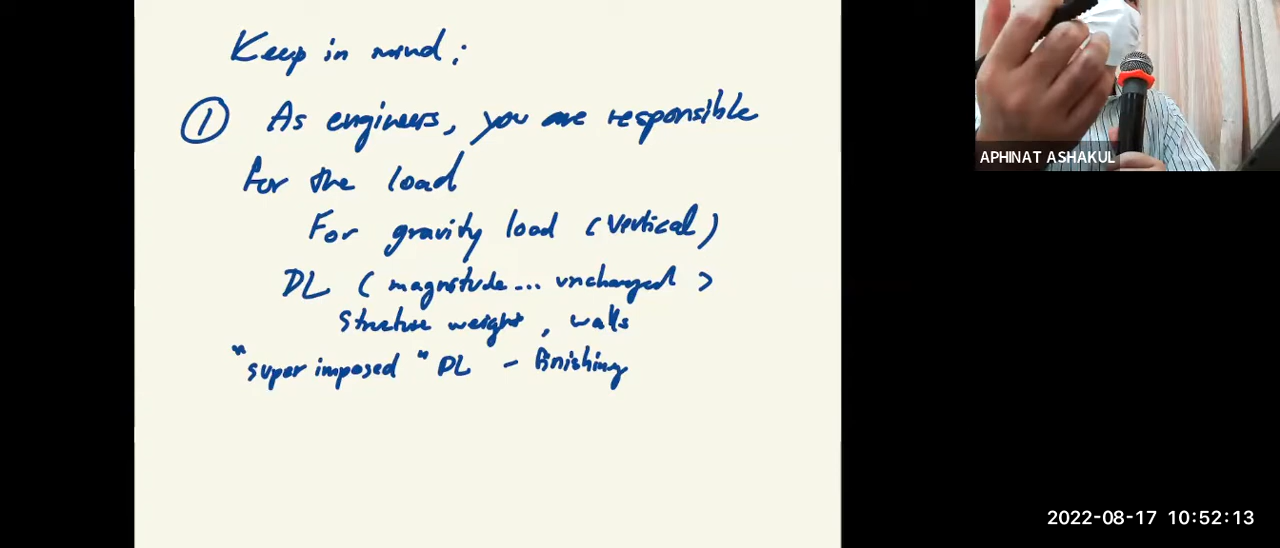 Keep in mind;
① As engineers, you are responsible
for the load
For gravity load (vertical)
DL (magnitude... unchanged)
structure weight, walls
"super imposed" DL - finishing
APHINAT ASHAKUL
2022-08-17 10:52:13